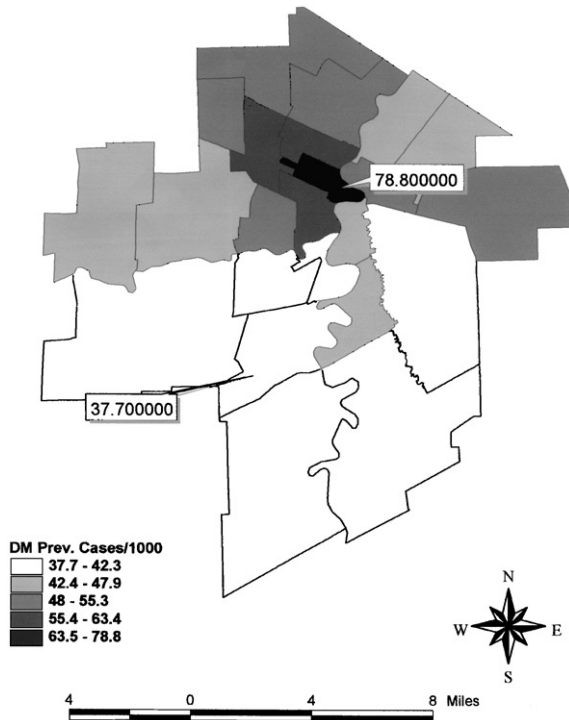 78.800000
37.700000
DM Prev. Cases/1000
37.7 - 42.3
42.4 - 47.9
48 - 55.3
55.4 - 63.4
63.5 - 78.8
N
W E
S
4 0 4 8 Miles